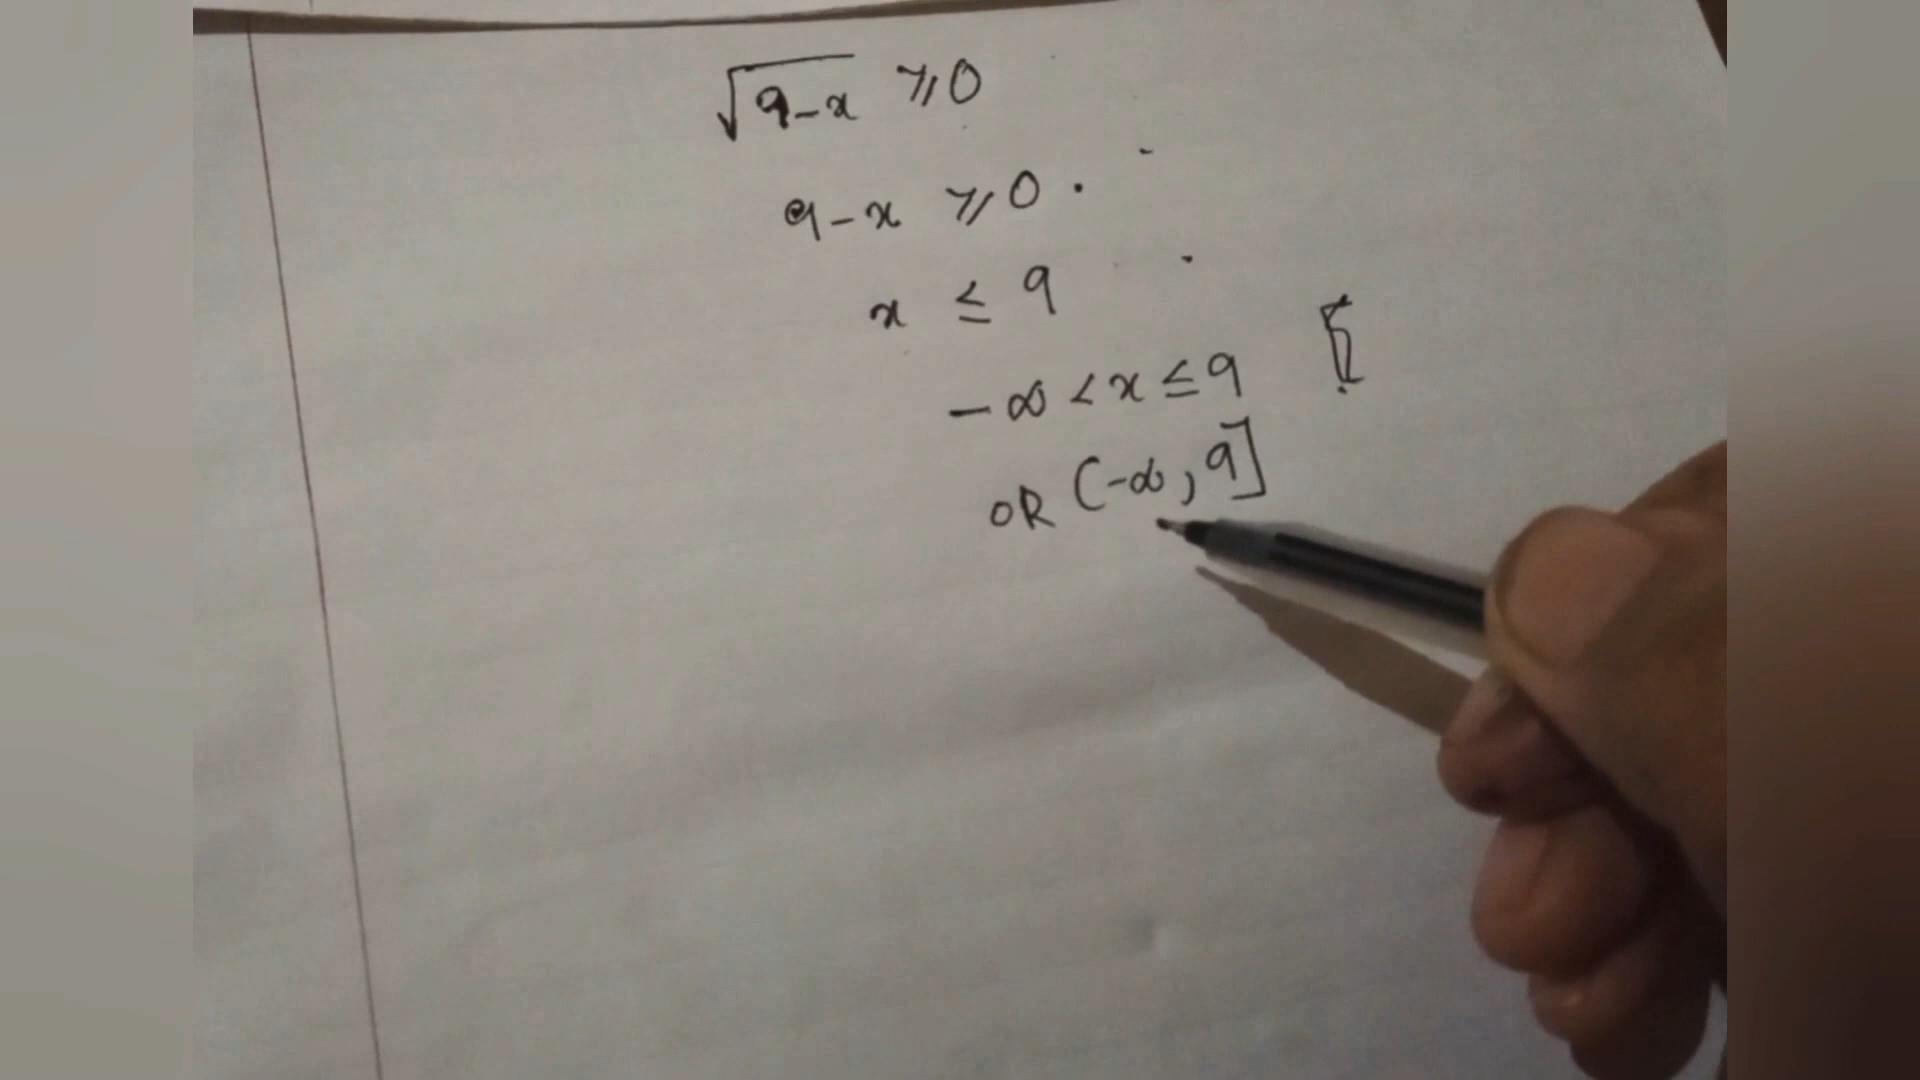 √9-x ≥ 0
9-x ≥ 0.
x ≤ 9
-∞ < x ≤ 9
OR (-∞, 9]
[